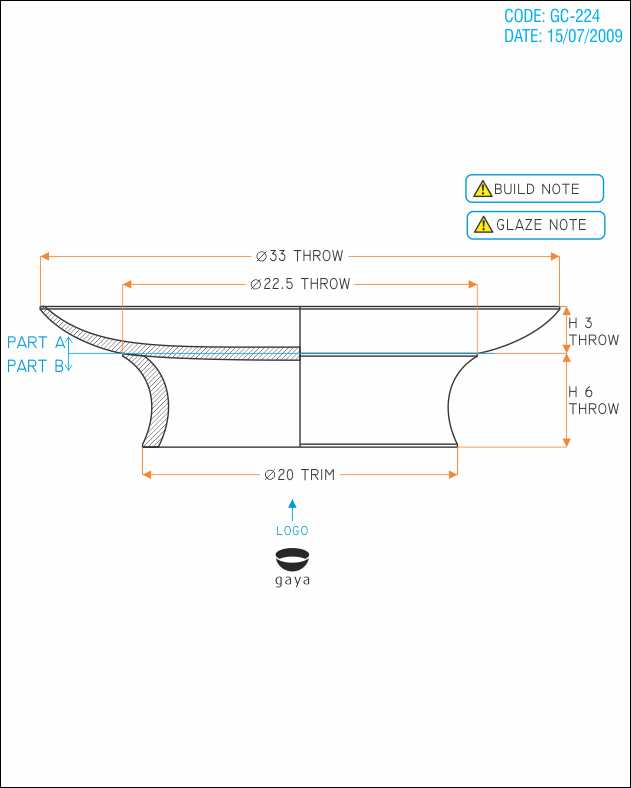 CODE: GC-224
DATE: 15/07/2009
BUILD NOTE
GLAZE NOTE
Ø33 THROW
Ø22.5 THROW
PART A
PART B
H 3
THROW
H 6
THROW
Ø20 TRIM
LOGO
gaya